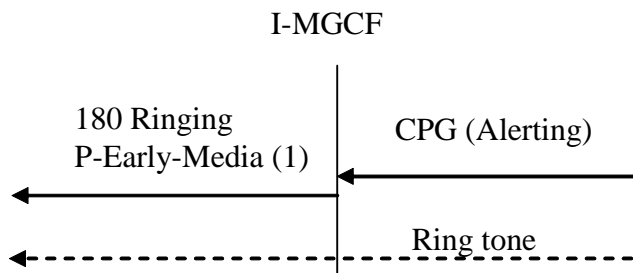 I-MGCF
180 Ringing
P-Early-Media (1)
CPG (Alerting)
Ring tone